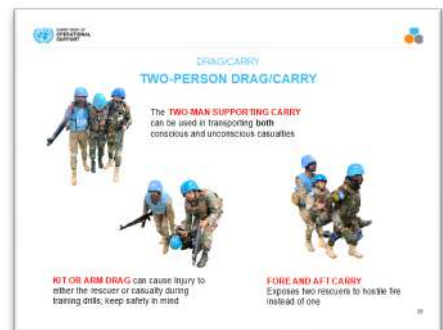 OPERATIONAL
SUPPORT
DRAG/CARRY
TWO-PERSON DRAG/CARRY
The TWO-MAN SUPPORTING CARRY
can be used in transporting both
conscious and unconscious casualties
KIT OR ARM DRAG can cause injury to
either the rescuer or casualty during
training drills; keep safety in mind
FORE AND AFT CARRY
Exposes two rescuers to hostile fire
instead of one